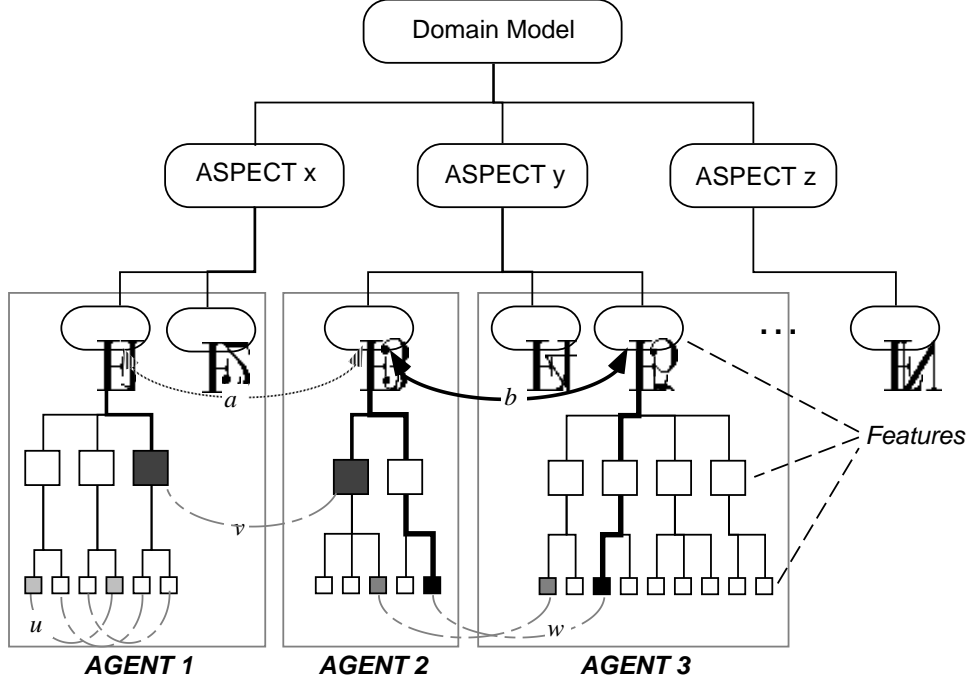 Domain Model
ASPECT x
ASPECT y
ASPECT z
...
a
b
Features
v
u
w
AGENT 1
AGENT 2
AGENT 3